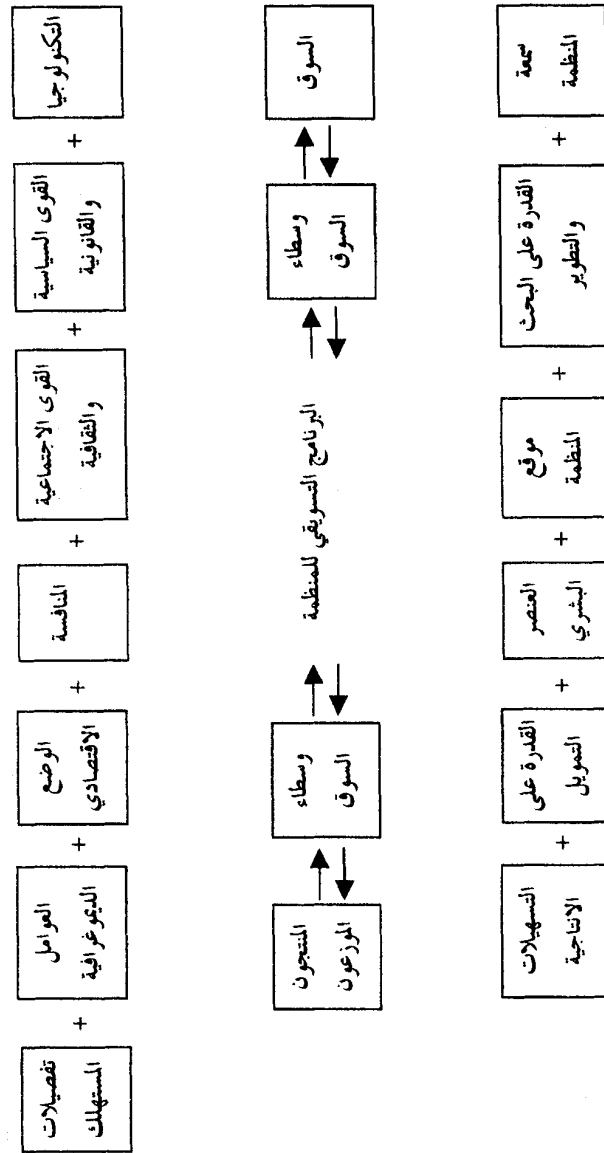 التكنولوجيا
+
القوى السياسية
والقانونية
+
القوى الاجتماعية
والثقافية
+
المنافسة
+
الوضع
الاقتصادي
+
العوامل
الديموغرافية
+
تفضيلات
المستهلك
السوق
وسطاء
السوق
البرنامج التسويقي للمنظمة
وسطاء
السوق
المنتجون
الموزعون
سمعة
المنظمة
+
القدرة على البحث
والتطوير
+
موقع
المنظمة
+
العنصر
البشري
+
القدرة على
التمويل
+
التسهيلات
الانتاجية